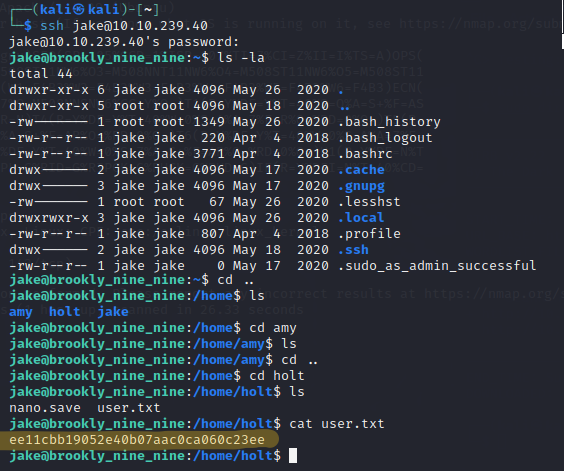 ┌──(kali㉿kali)-[~]
└─$ ssh jake@10.10.239.40
jake@10.10.239.40's password:
jake@brookly_nine_nine:~$ ls -la
total 44
drwxr-xr-x 6 jake jake 4096 May 26  2020 .
drwxr-xr-x 5 root root 4096 May 18  2020 ..
-rw------- 1 root root 1349 May 26  2020 .bash_history
-rw-r--r-- 1 jake jake  220 Apr  4  2018 .bash_logout
-rw-r--r-- 1 jake jake 3771 Apr  4  2018 .bashrc
drwx------ 2 jake jake 4096 May 17  2020 .cache
drwx------ 3 jake jake 4096 May 17  2020 .gnupg
-rw------- 1 root root   67 May 26  2020 .lesshst
drwxrwxr-x 3 jake jake 4096 May 26  2020 .local
-rw-r--r-- 1 jake jake  807 Apr  4  2018 .profile
drwx------ 2 jake jake 4096 May 18  2020 .ssh
-rw-r--r-- 1 jake jake    0 May 17  2020 .sudo_as_admin_successful
jake@brookly_nine_nine:~$ cd ..
jake@brookly_nine_nine:/home$ ls
amy  holt  jake
jake@brookly_nine_nine:/home$ cd amy
jake@brookly_nine_nine:/home/amy$ ls
jake@brookly_nine_nine:/home/amy$ cd ..
jake@brookly_nine_nine:/home$ cd holt
jake@brookly_nine_nine:/home/holt$ ls
nano.save  user.txt
jake@brookly_nine_nine:/home/holt$ cat user.txt
ee11cbb19052e40b07aac0ca060c23ee
jake@brookly_nine_nine:/home/holt$